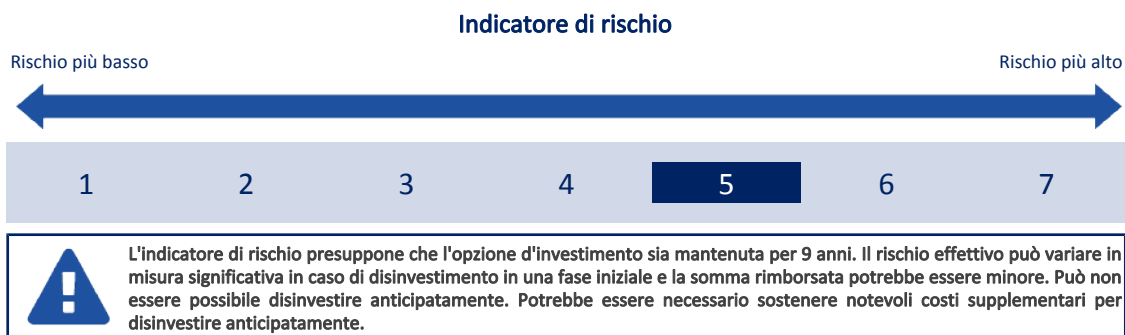 Indicatore di rischio
Rischio più basso
Rischio più alto
1 2 3 4 5 6 7
L'indicatore di rischio presuppone che l'opzione d'investimento sia mantenuta per 9 anni. Il rischio effettivo può variare in
misura significativa in caso di disinvestimento in una fase iniziale e la somma rimborsata potrebbe essere minore. Può non
essere possibile disinvestire anticipatamente. Potrebbe essere necessario sostenere notevoli costi supplementari per
disinvestire anticipatamente.